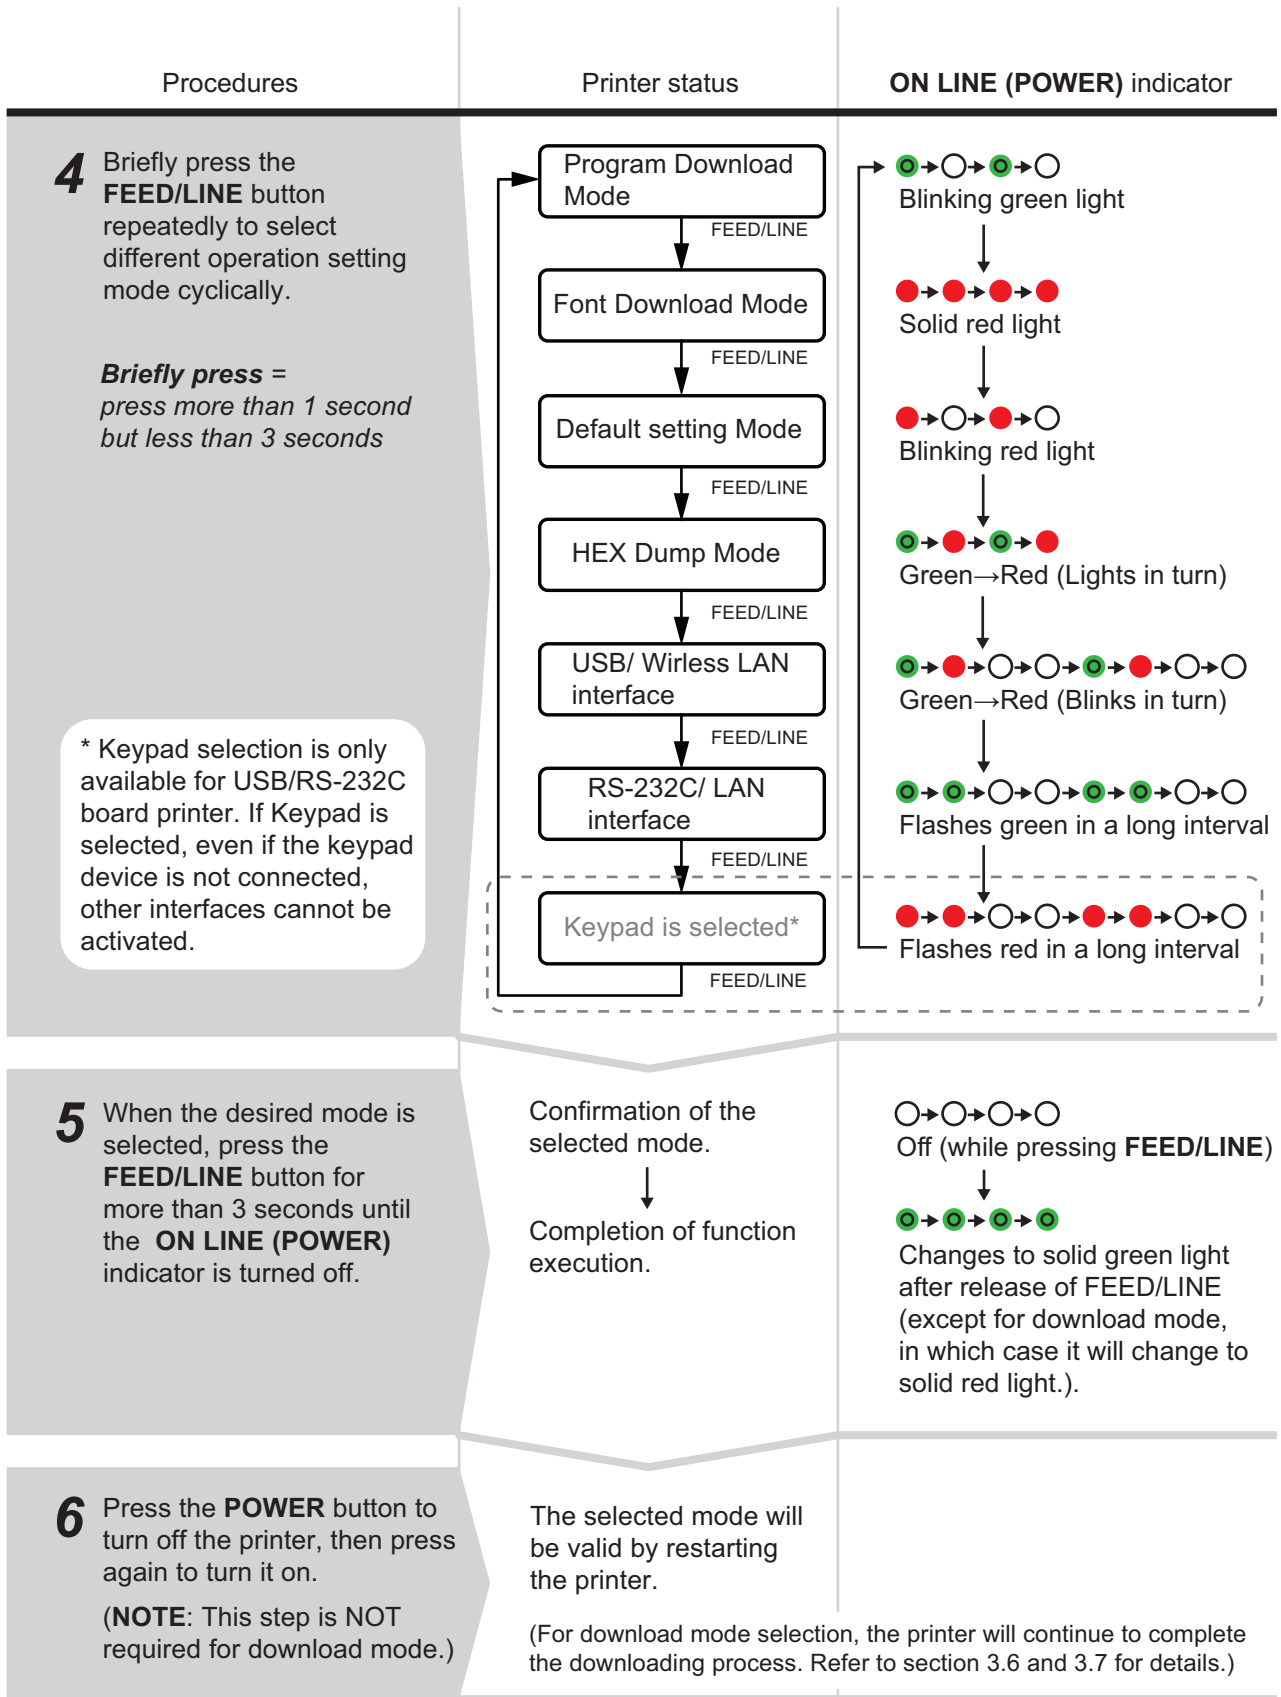 Procedures
Printer status
ON LINE (POWER) indicator
4
Briefly press the
FEED/LINE button
repeatedly to select
different operation setting
mode cyclically.
Briefly press =
press more than 1 second
but less than 3 seconds
* Keypad selection is only
available for USB/RS-232C
board printer. If Keypad is
selected, even if the keypad
device is not connected,
other interfaces cannot be
activated.
Program Download
Mode
FEED/LINE
Font Download Mode
FEED/LINE
Default setting Mode
FEED/LINE
HEX Dump Mode
FEED/LINE
USB/ Wirless LAN
interface
FEED/LINE
RS-232C/ LAN
interface
FEED/LINE
Keypad is selected*
FEED/LINE
Blinking green light
Solid red light
Blinking red light
Green→Red (Lights in turn)
Green→Red (Blinks in turn)
Flashes green in a long interval
Flashes red in a long interval
5
When the desired mode is
selected, press the
FEED/LINE button for
more than 3 seconds until
the ON LINE (POWER)
indicator is turned off.
Confirmation of the
selected mode.
Completion of function
execution.
Off (while pressing FEED/LINE)
Changes to solid green light
after release of FEED/LINE
(except for download mode,
in which case it will change to
solid red light.).
6
Press the POWER button to
turn off the printer, then press
again to turn it on.
(NOTE: This step is NOT
required for download mode.)
The selected mode will
be valid by restarting
the printer.
(For download mode selection, the printer will continue to complete
the downloading process. Refer to section 3.6 and 3.7 for details.)